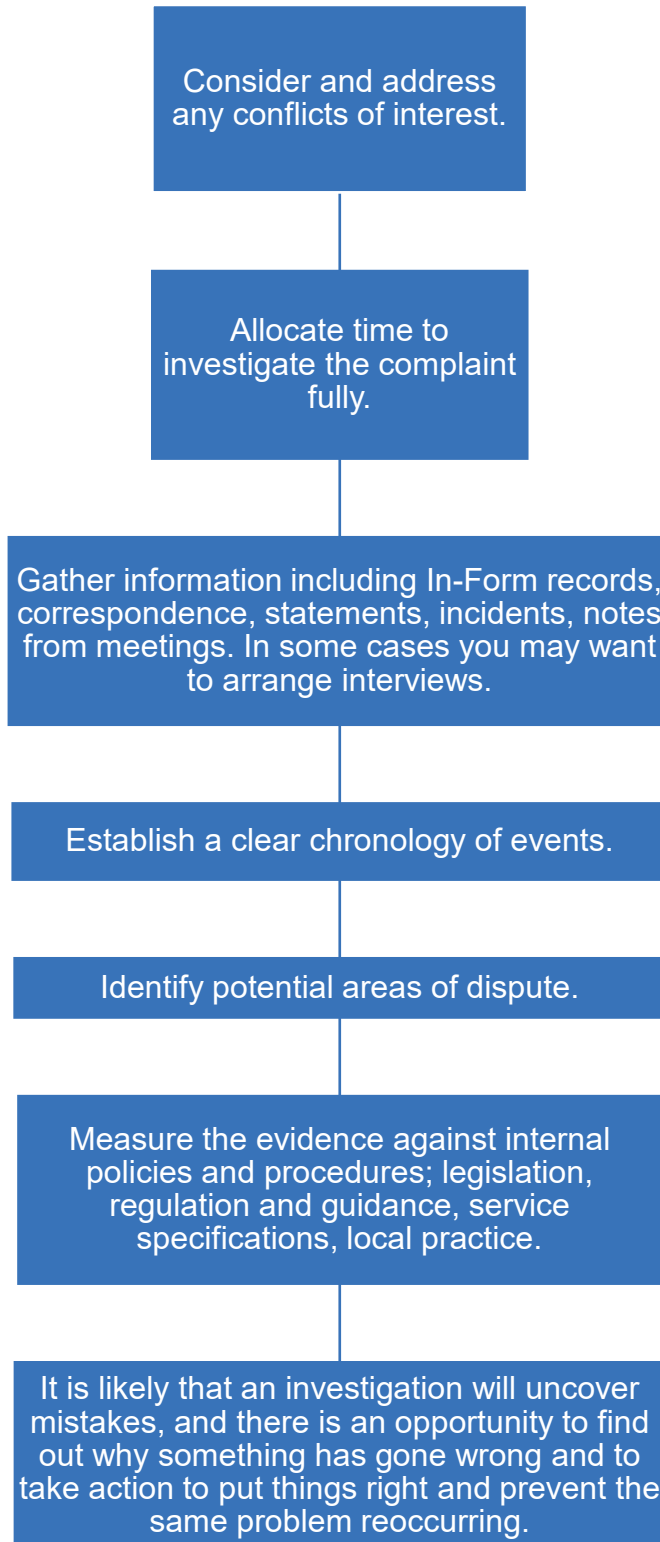 Consider and address
any conflicts of interest.
Allocate time to
investigate the complaint
fully.
Gather information including In-Form records,
correspondence, statements, incidents, notes
from meetings. In some cases you may want
to arrange interviews.
Establish a clear chronology of events.
Identify potential areas of dispute.
Measure the evidence against internal
policies and procedures; legislation,
regulation and guidance, service
specifications, local practice.
It is likely that an investigation will uncover
mistakes, and there is an opportunity to find
out why something has gone wrong and to
take action to put things right and prevent the
same problem reoccurring.